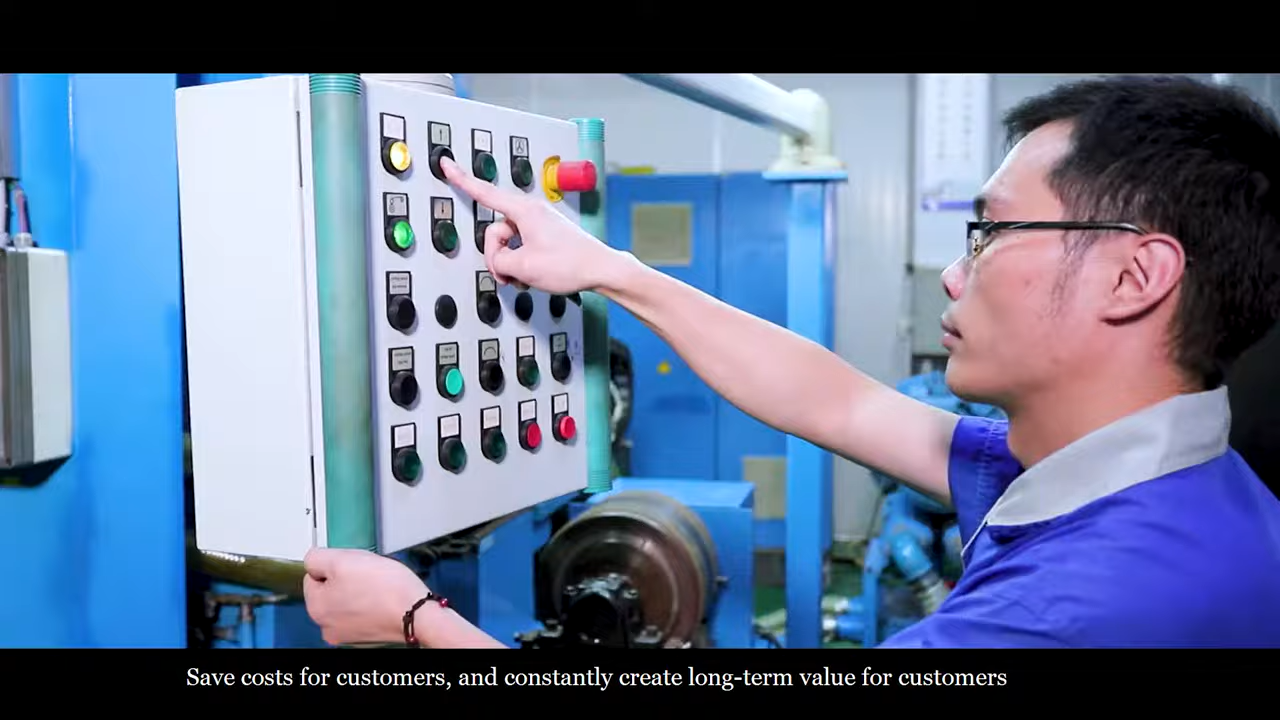 Save costs for customers, and constantly create long-term value for customers